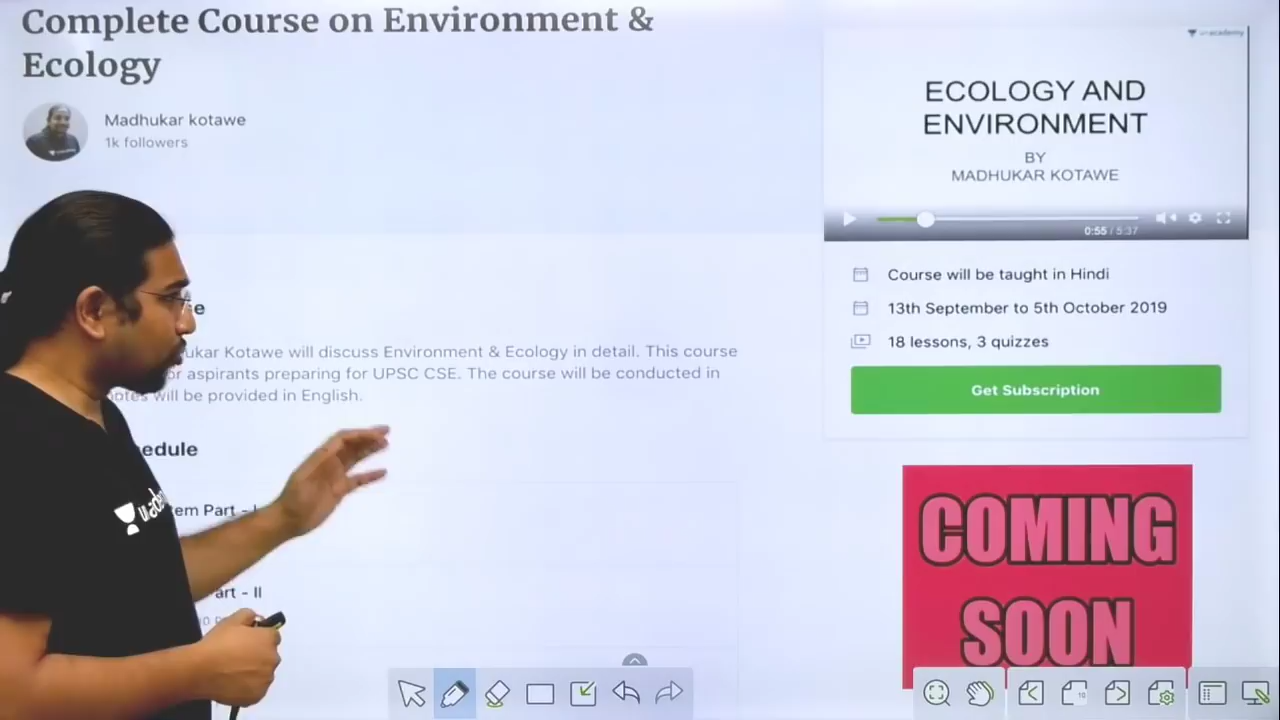 Complete Course on Environment &
Ecology
Madhukar kotawe
1k followers
ukar Kotawe will discuss Environment & Ecology in detail. This course
aspirants preparing for UPSC CSE. The course will be conducted in
will be provided in English.
edule
Part - I
art - II
unacademy
ECOLOGY AND
ENVIRONMENT
BY
MADHUKAR KOTAWE
0:55 / 5:37
Course will be taught in Hindi
13th September to 5th October 2019
18 lessons, 3 quizzes
Get Subscription
COMING
SOON
10